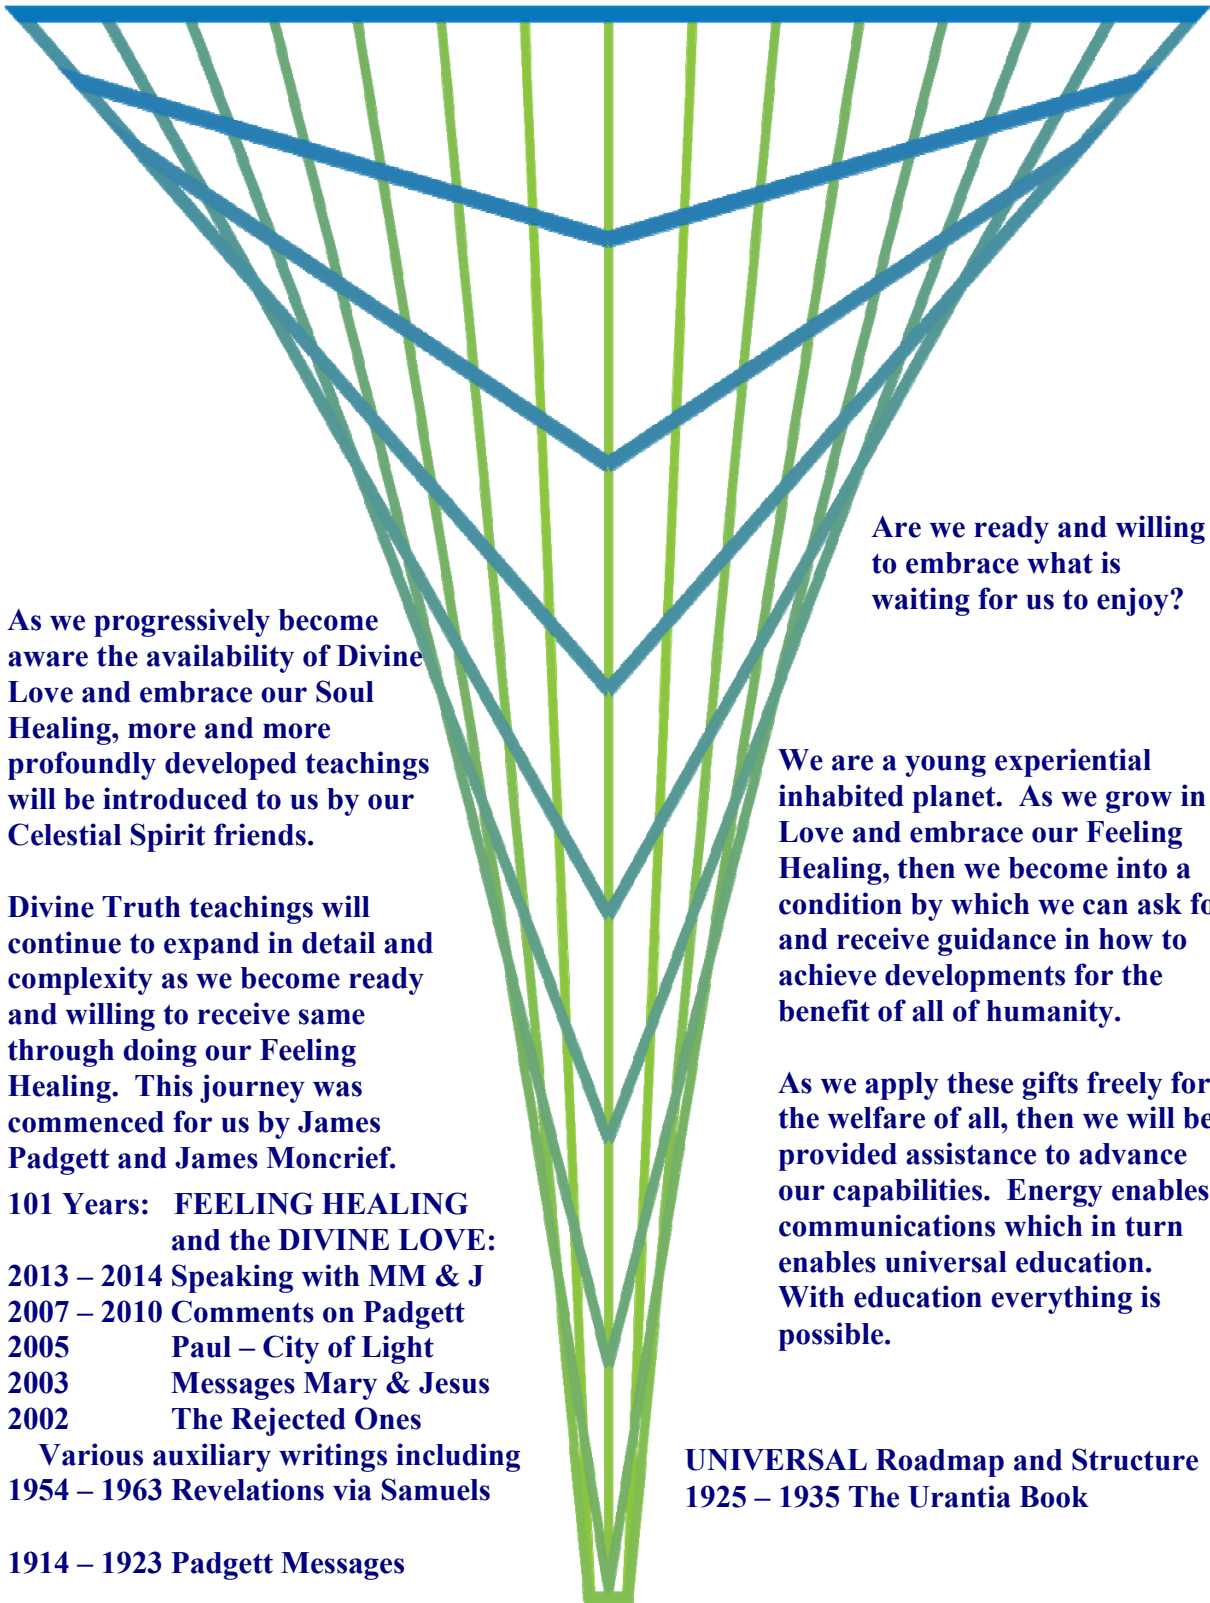 As we progressively become
aware the availability of Divine
Love and embrace our Soul
Healing, more and more
profoundly developed teachings
will be introduced to us by our
Celestial Spirit friends.
Divine Truth teachings will
continue to expand in detail and
complexity as we become ready
and willing to receive same
through doing our Feeling
Healing.  This journey was
commenced for us by James
Padgett and James Moncrief.
101 Years:   FEELING HEALING
and the DIVINE LOVE:
2013 – 2014 Speaking with MM & J
2007 – 2010 Comments on Padgett
2005 Paul – City of Light
2003 Messages Mary & Jesus
2002 The Rejected Ones
Various auxiliary writings including
1954 – 1963 Revelations via Samuels
1914 – 1923 Padgett Messages
Are we ready and willing
to embrace what is
waiting for us to enjoy?
We are a young experiential
inhabited planet.  As we grow in
Love and embrace our Feeling
Healing, then we become into a
condition by which we can ask fo
and receive guidance in how to
achieve developments for the
benefit of all of humanity.
As we apply these gifts freely for
the welfare of all, then we will be
provided assistance to advance
our capabilities.  Energy enables
communications which in turn
enables universal education.
With education everything is
possible.
UNIVERSAL Roadmap and Structure
1925 – 1935 The Urantia Book